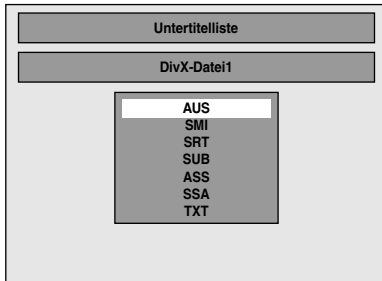 Untertitelliste
DivX-Datei1
AUS
SMI
SRT
SUB
ASS
SSA
TXT